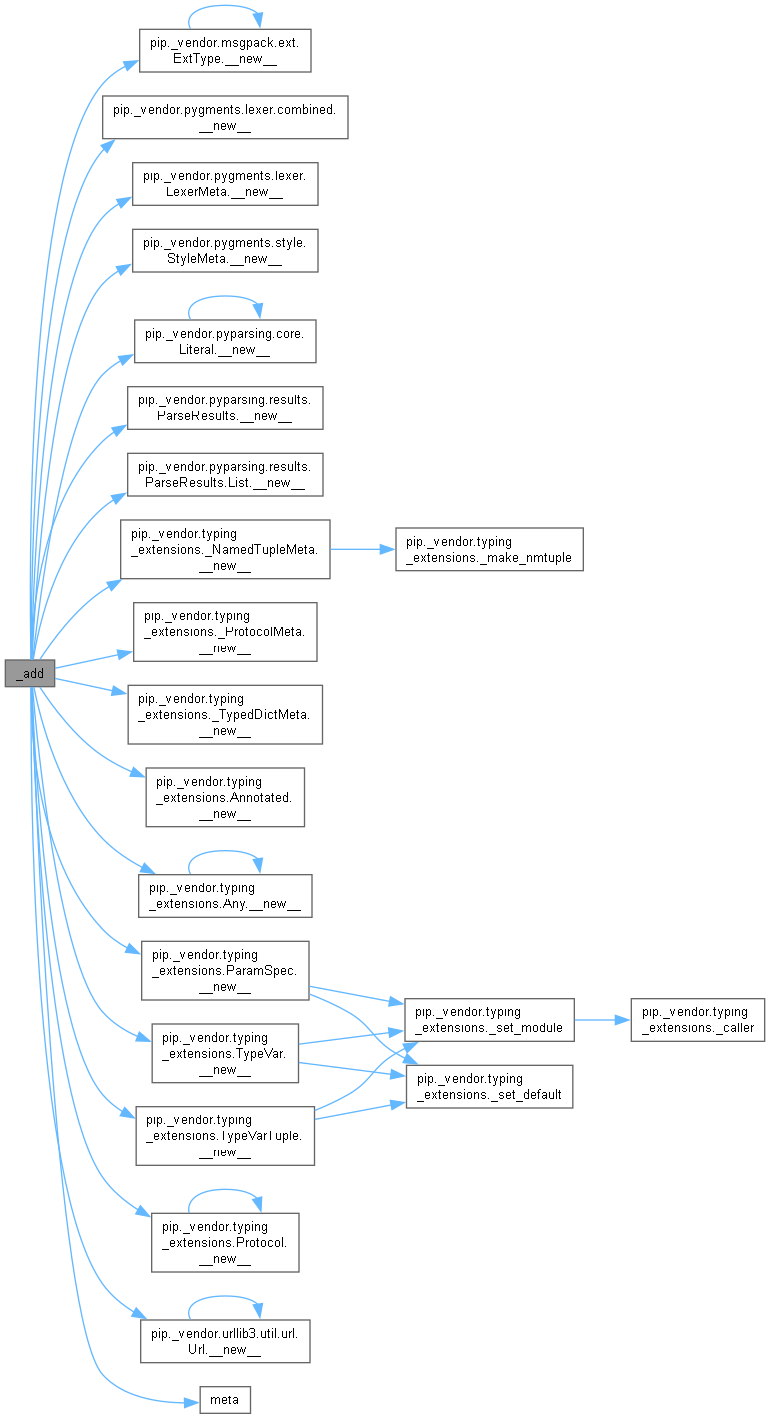 pip._vendor.msgpack.ext.
ExtType.__new__
pip._vendor.pygments.lexer.combined.
__new__
pip._vendor.pygments.lexer.
LexerMeta.__new__
pip._vendor.pygments.style.
StyleMeta.__new__
pip._vendor.pyparsing.core.
Literal.__new__
pip._vendor.pyparsing.results.
ParseResults.__new__
pip._vendor.pyparsing.results.
ParseResults.List.__new__
pip._vendor.typing
_extensions._NamedTupleMeta.
__new__
pip._vendor.typing
_extensions._make_nmtuple
pip._vendor.typing
_extensions._ProtocolMeta.
__new__
_add
pip._vendor.typing
_extensions._TypedDictMeta.
__new__
pip._vendor.typing
_extensions.Annotated.
__new__
pip._vendor.typing
_extensions.Any.__new__
pip._vendor.typing
_extensions.ParamSpec.
__new__
pip._vendor.typing
_extensions._set_module
pip._vendor.typing
_extensions._caller
pip._vendor.typing
_extensions.TypeVar.
__new__
pip._vendor.typing
_extensions._set_default
pip._vendor.typing
_extensions.TypeVarTuple.
__new__
pip._vendor.typing
_extensions.Protocol.
__new__
pip._vendor.urllib3.util.url.
Url.__new__
meta